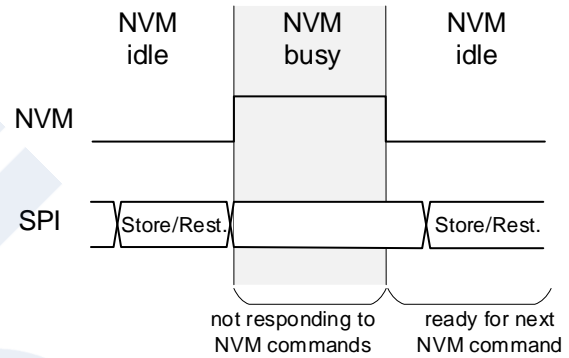 NVM
idle
NVM
busy
NVM
idle
NVM
SPI
Store/Rest.
Store/Rest.
not responding to
NVM commands
ready for next
NVM command